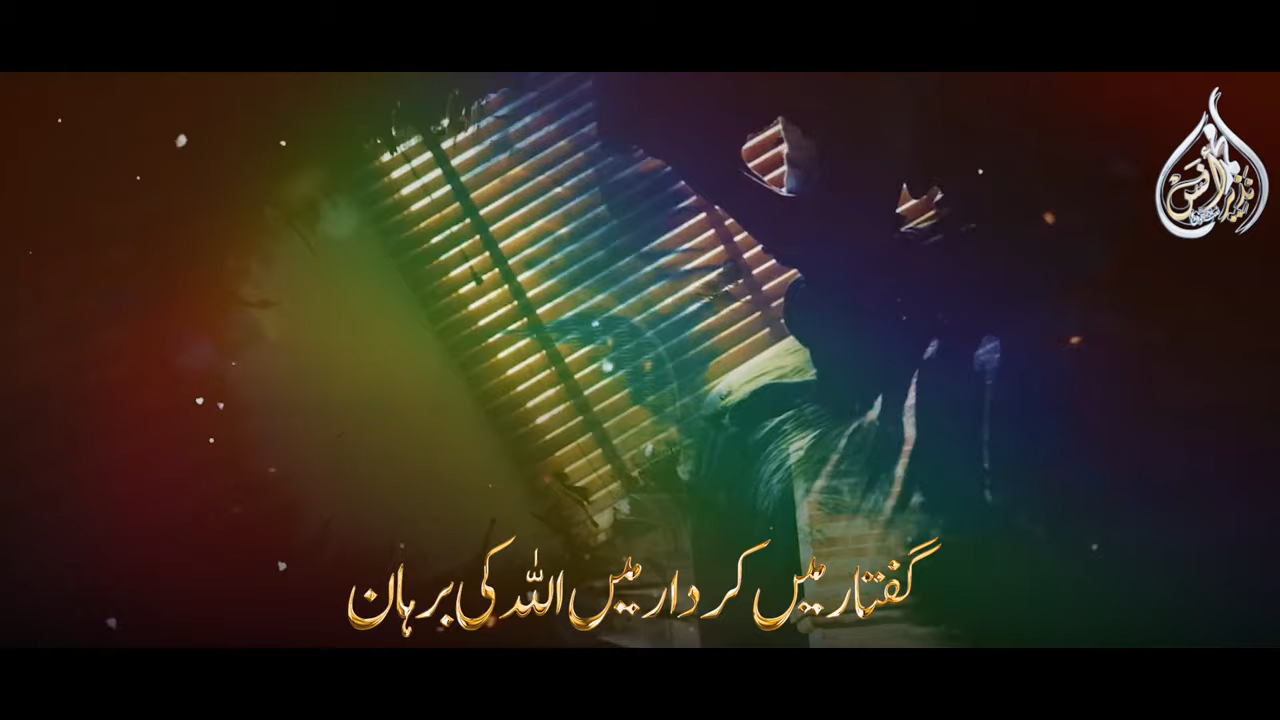 گفتار میں کردار میں اللہ کی برہان